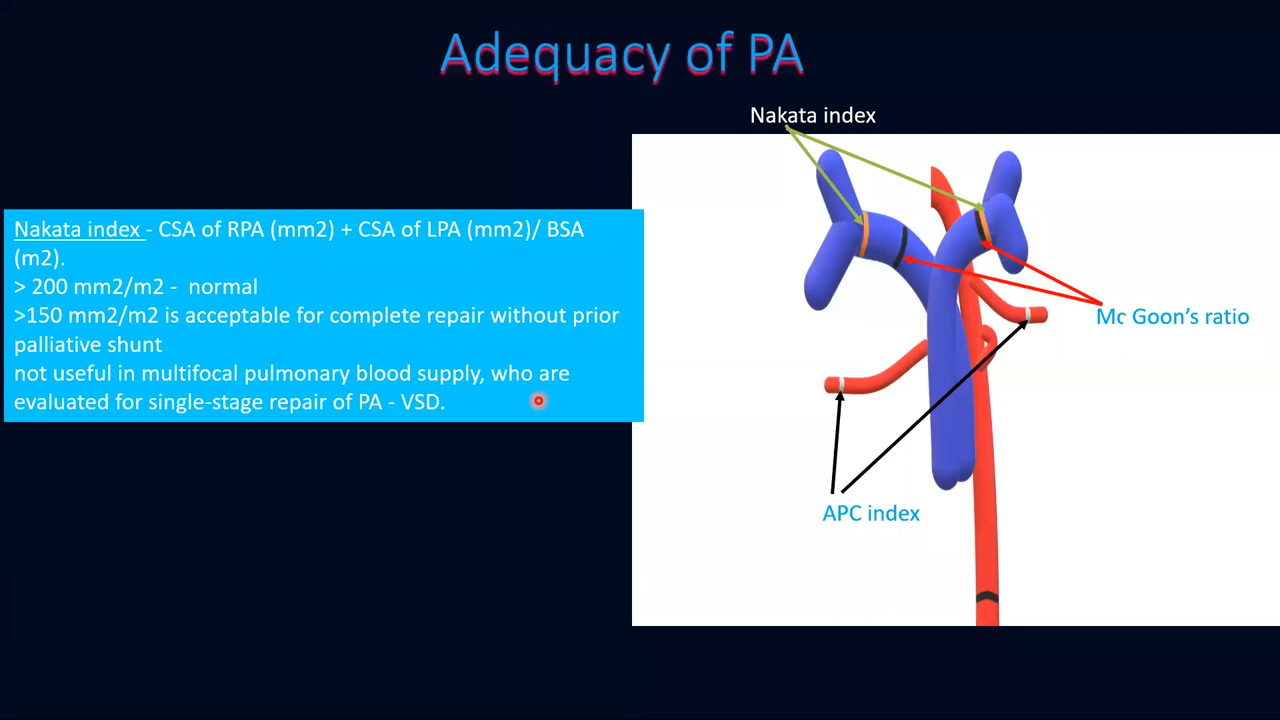 Adequacy of PA
Nakata index
Nakata index - CSA of RPA (mm2) + CSA of LPA (mm2)/ BSA
(m2).
> 200 mm2/m2 -  normal
>150 mm2/m2 is acceptable for complete repair without prior
palliative shunt
not useful in multifocal pulmonary blood supply, who are
evaluated for single-stage repair of PA - VSD.
Mc Goon's ratio
APC index